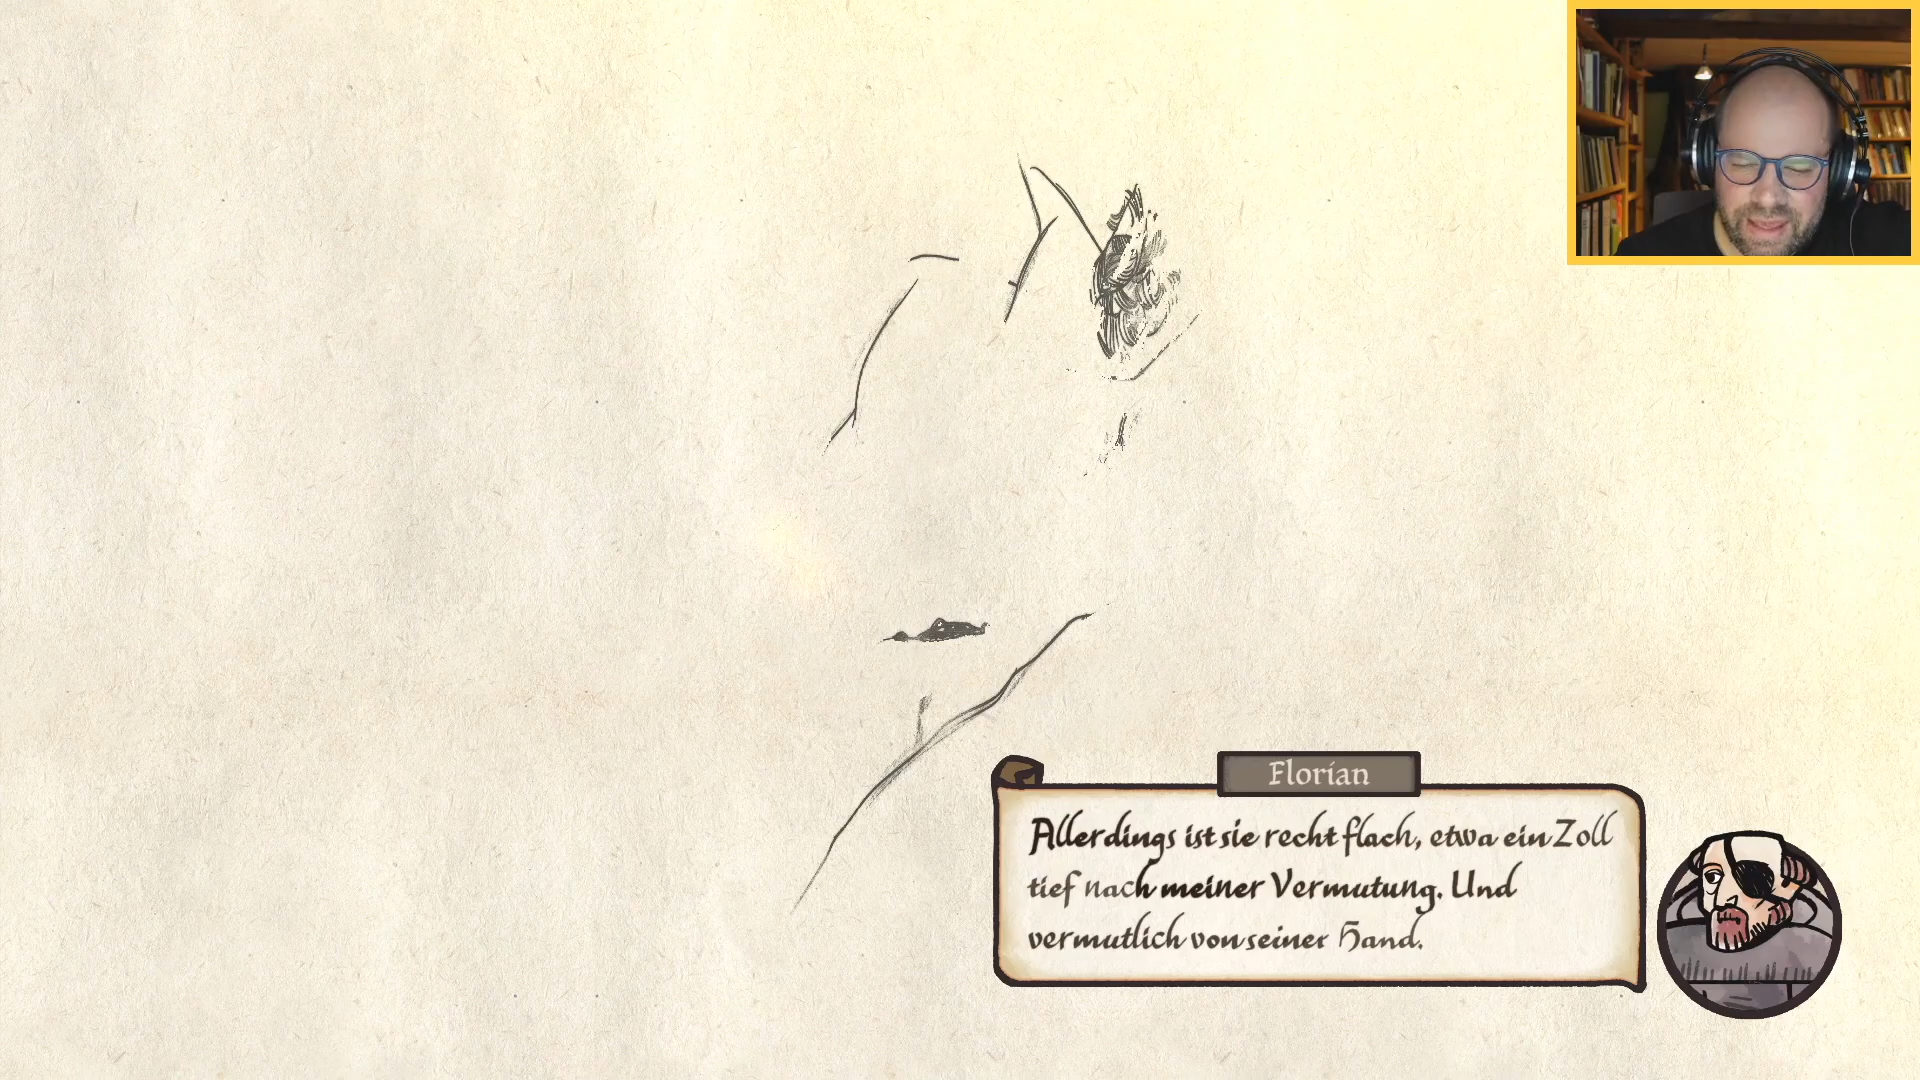 Florian
Allerdings ist sie recht flach, etwa ein Zoll
tief nach meiner Vermutung. Und
vermutlich von seiner Hand.